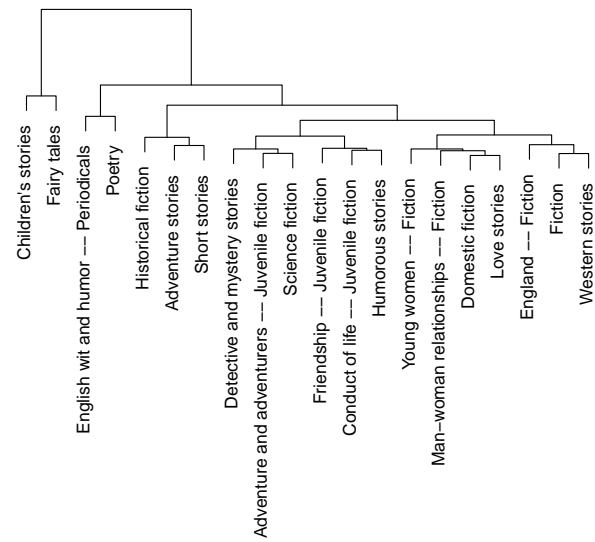 Children's stories
Fairy tales
English wit and humor −− Periodicals
Poetry
Historical fiction
Adventure stories
Short stories
Detective and mystery stories
Adventure and adventurers −− Juvenile fiction
Science fiction
Friendship −− Juvenile fiction
Conduct of life −− Juvenile fiction
Humorous stories
Young women −− Fiction
Man−woman relationships −− Fiction
Domestic fiction
Love stories
England −− Fiction
Fiction
Western stories